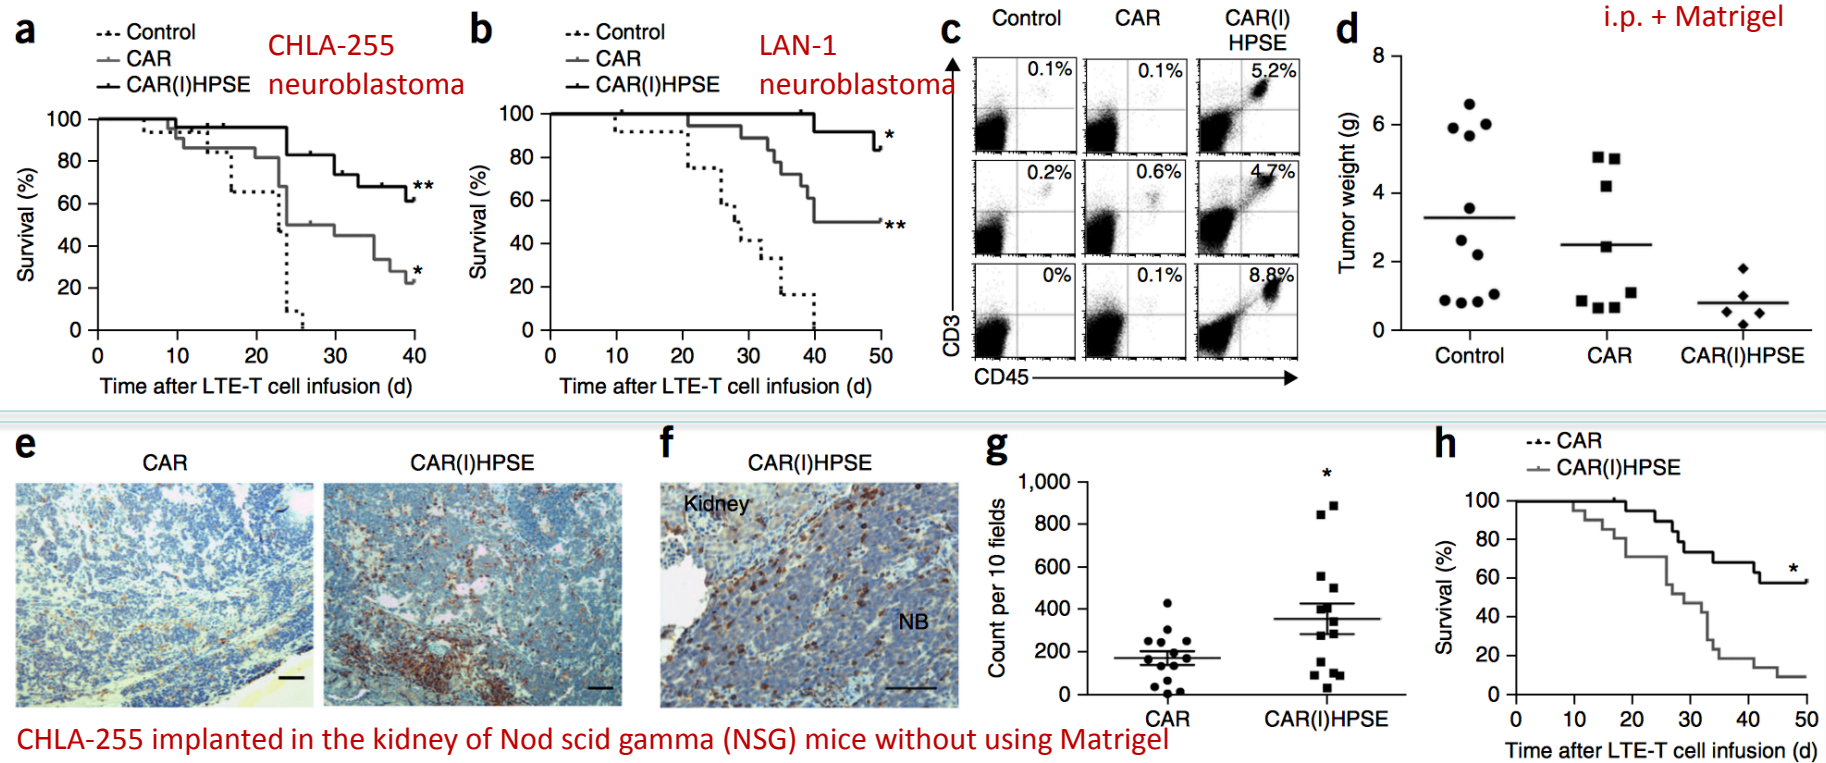 a
Control
CAR
CAR(I)HPSE
CHLA-255
neuroblastoma
100
80
60
40
20
0
Survival (%)
**
*
0 10 20 30 40
Time after LTE-T cell infusion (d)
b
Control
CAR
CAR(I)HPSE
LAN-1
neuroblastoma
100
80
60
40
20
0
Survival (%)
*
**
0 10 20 30 40 50
Time after LTE-T cell infusion (d)
c
Control CAR CAR(I)
HPSE
0.1% 0.1% 5.2%
0.2% 0.6% 4.7%
0% 0.1% 8.8%
CD3
CD45
d
i.p. + Matrigel
8
6
4
2
0
Tumor weight (g)
Control CAR CAR(I)HPSE
e
CAR CAR(I)HPSE
f
CAR(I)HPSE
Kidney
NB
g
1,000
800
600
400
200
0
Count per 10 fields
*
CAR CAR(I)HPSE
h
CAR
CAR(I)HPSE
100
80
60
40
20
0
Survival (%)
*
0 10 20 30 40 50
Time after LTE-T cell infusion (d)
CHLA-255 implanted in the kidney of Nod scid gamma (NSG) mice without using Matrigel